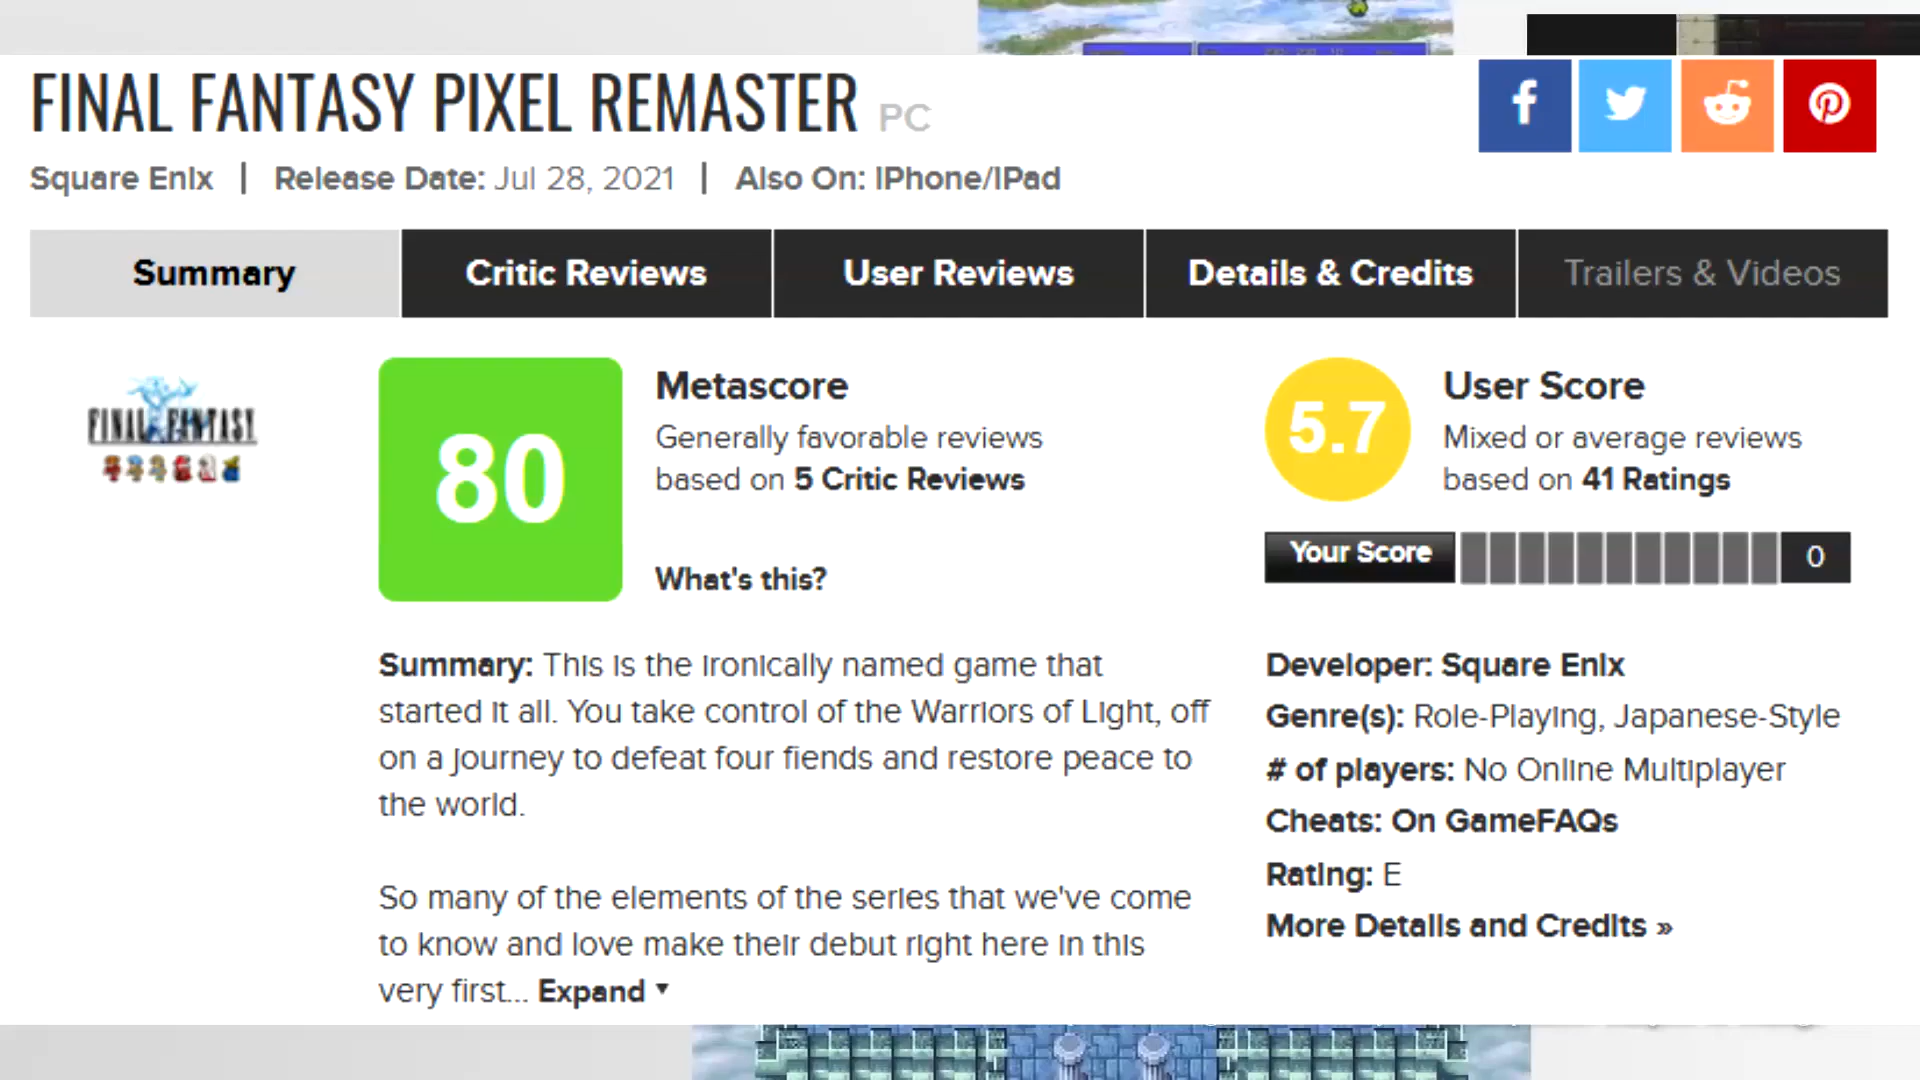 FINAL FANTASY PIXEL REMASTER PC
Square Enix | Release Date: Jul 28, 2021 | Also On: iPhone/iPad
Summary
Critic Reviews
User Reviews
Details & Credits
Trailers & Videos
FINAL FANTASY
80
Metascore
Generally favorable reviews
based on 5 Critic Reviews
What's this?
5.7
User Score
Mixed or average reviews
based on 41 Ratings
Your Score
0
Summary: This is the ironically named game that
started it all. You take control of the Warriors of Light, off
on a journey to defeat four fiends and restore peace to
the world.
So many of the elements of the series that we've come
to know and love make their debut right here in this
very first... Expand ▼
Developer: Square Enix
Genre(s): Role-Playing, Japanese-Style
# of players: No Online Multiplayer
Cheats: On GameFAQs
Rating: E
More Details and Credits »